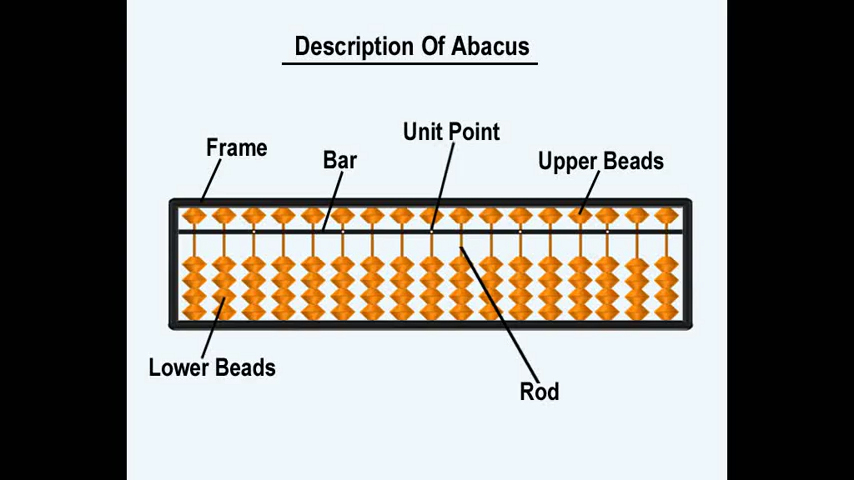 Description Of Abacus
Unit Point
Frame
Bar
Upper Beads
Lower Beads
Rod